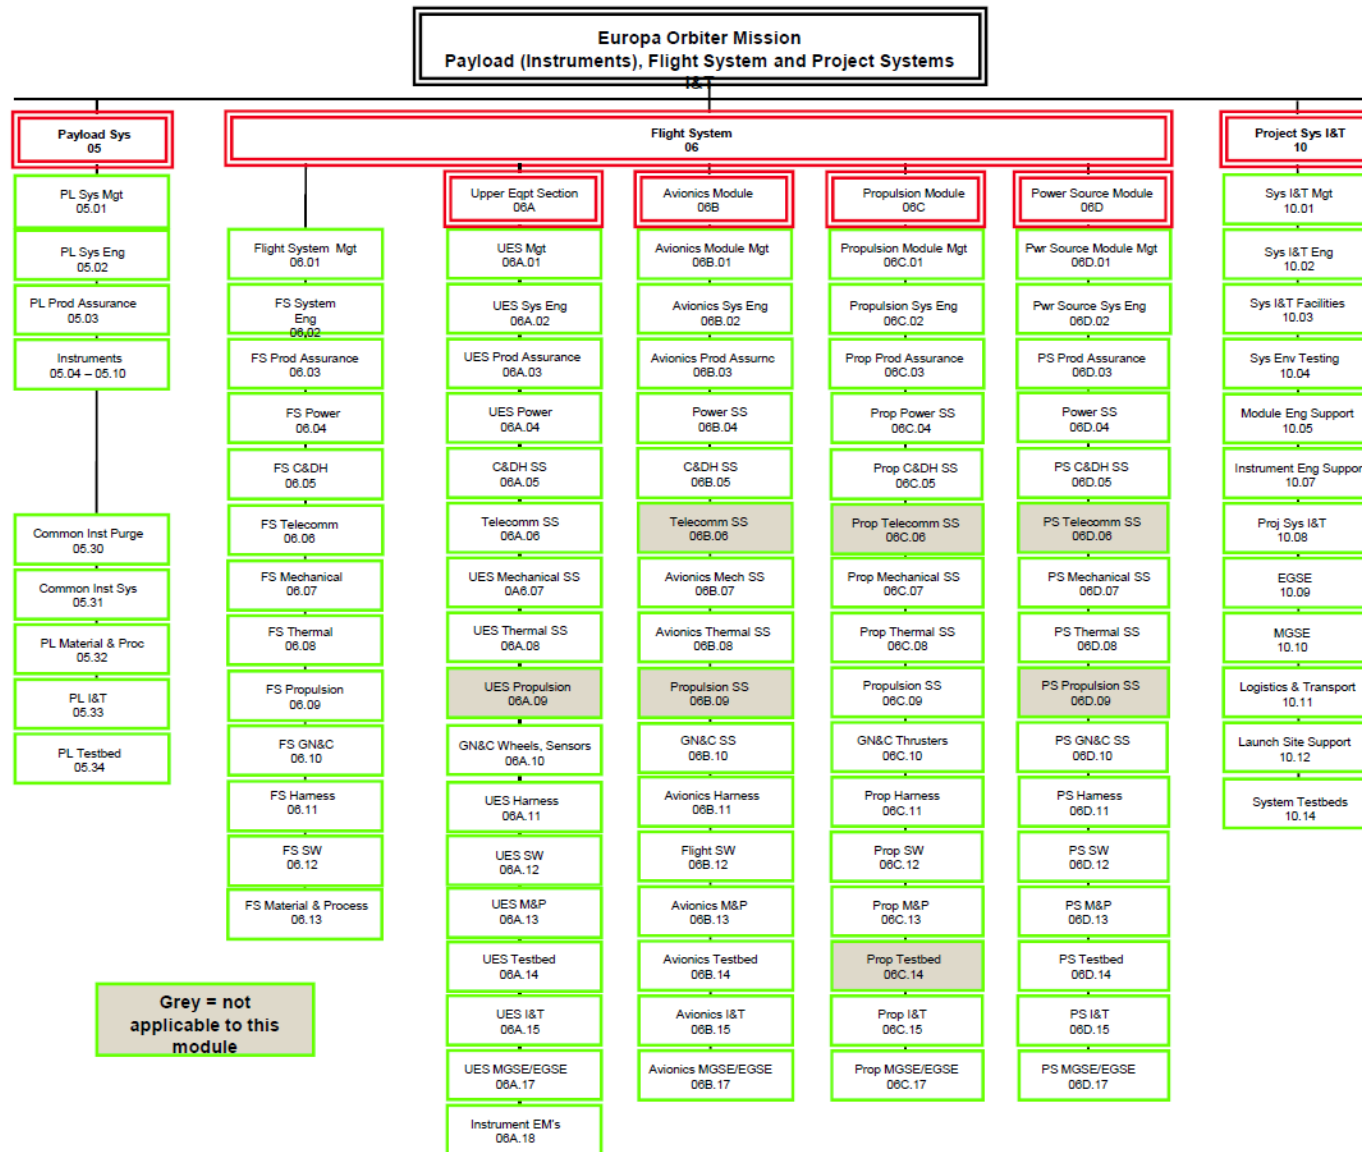 Europa Orbiter Mission
Payload (Instruments), Flight System and Project Systems
I&T
Payload Sys
05
PL Sys Mgt
05.01
PL Sys Eng
05.02
PL Prod Assurance
05.03
Instruments
05.04 – 05.10
Common Inst Purge
05.30
Common Inst Sys
05.31
PL Material & Proc
05.32
PL I&T
05.33
PL Testbed
05.34
Flight System
06
Flight System Mgt
06.01
FS System
Eng
06.02
FS Prod Assurance
06.03
FS Power
06.04
FS C&DH
06.05
FS Telecomm
06.06
FS Mechanical
06.07
FS Thermal
06.08
FS Propulsion
06.09
FS GN&C
06.10
FS Harness
06.11
FS SW
06.12
FS Material & Process
06.13
Upper Eqpt Section
06A
UES Mgt
06A.01
UES Sys Eng
06A.02
UES Prod Assurance
06A.03
UES Power
06A.04
C&DH SS
06A.05
Telecomm SS
06A.06
UES Mechanical SS
0A6.07
UES Thermal SS
06A.08
UES Propulsion
06A.09
GN&C Wheels, Sensors
06A.10
UES Harness
06A.11
UES SW
06A.12
UES M&P
06A.13
UES Testbed
06A.14
UES I&T
06A.15
UES MGSE/EGSE
06A.17
Instrument EM's
06A.18
Avionics Module
06B
Avionics Module Mgt
06B.01
Avionics Sys Eng
06B.02
Avionics Prod Assurnc
06B.03
Power SS
06B.04
C&DH SS
06B.05
Telecomm SS
06B.06
Avionics Mech SS
06B.07
Avionics Thermal SS
06B.08
Propulsion SS
06B.09
GN&C SS
06B.10
Avionics Harness
06B.11
Flight SW
06B.12
Avionics M&P
06B.13
Avionics Testbed
06B.14
Avionics I&T
06B.15
Avionics MGSE/EGSE
06B.17
Propulsion Module
06C
Propulsion Module Mgt
06C.01
Propulsion Sys Eng
06C.02
Prop Prod Assurance
06C.03
Prop Power SS
06C.04
Prop C&DH SS
06C.05
Prop Telecomm SS
06C.06
Prop Mechanical SS
06C.07
Prop Thermal SS
06C.08
Propulsion SS
06C.09
GN&C Thrusters
06C.10
Prop Harness
06C.11
Prop SW
06C.12
Prop M&P
06C.13
Prop Testbed
06C.14
Prop I&T
06C.15
Prop MGSE/EGSE
06C.17
Power Source Module
06D
Pwr Source Module Mgt
06D.01
Pwr Source Sys Eng
06D.02
PS Prod Assurance
06D.03
Power SS
06D.04
PS C&DH SS
06D.05
PS Telecomm SS
06D.06
PS Mechanical SS
06D.07
PS Thermal SS
06D.08
PS Propulsion SS
06D.09
PS GN&C SS
06D.10
PS Harness
06D.11
PS SW
06D.12
PS M&P
06D.13
PS Testbed
06D.14
PS I&T
06D.15
PS MGSE/EGSE
06D.17
Project Sys I&T
10
Sys I&T Mgt
10.01
Sys I&T Eng
10.02
Sys I&T Facilities
10.03
Sys Env Testing
10.04
Module Eng Support
10.05
Instrument Eng Suppor
10.07
Proj Sys I&T
10.08
EGSE
10.09
MGSE
10.10
Logistics & Transport
10.11
Launch Site Support
10.12
System Testbeds
10.14
Grey = not
applicable to this
module